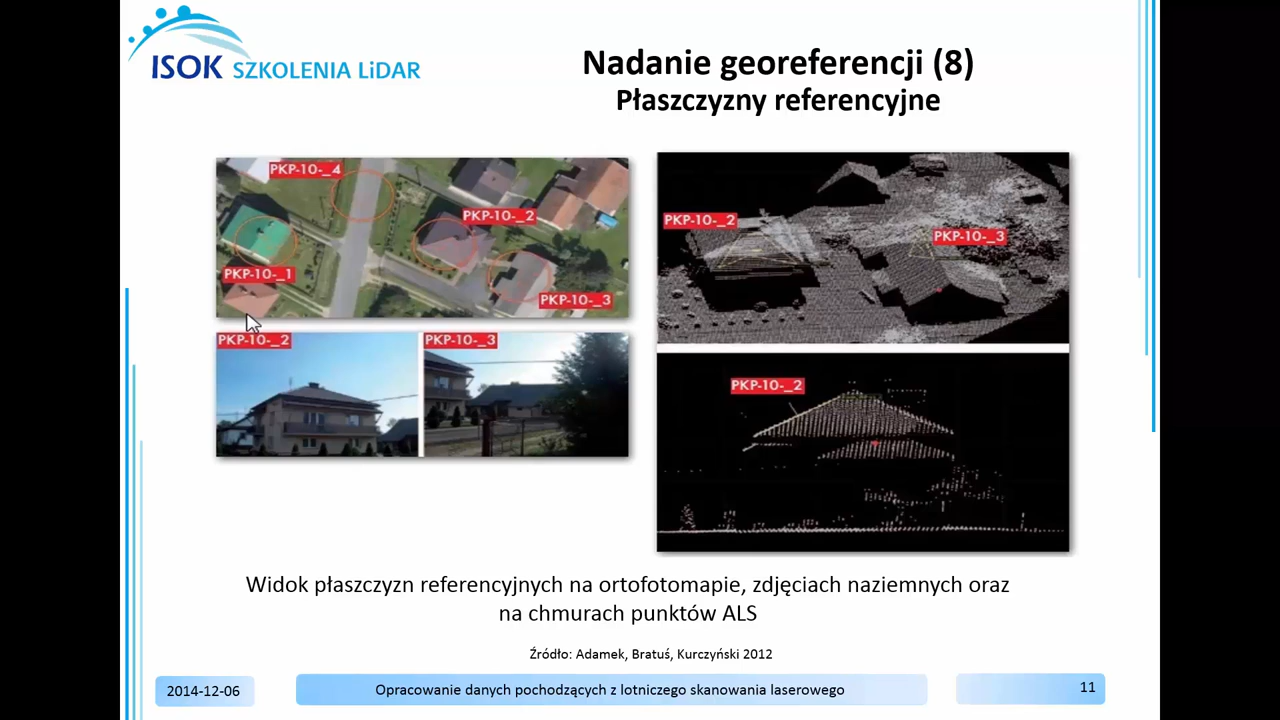 ISOK SZKOLENIA LiDAR
Nadanie georeferencji (8)
Płaszczyzny referencyjne
PKP-10-_4
PKP-10-_2
PKP-10-_1
PKP-10-_3
PKP-10-_2
PKP-10-_3
PKP-10-_2
PKP-10-_3
PKP-10-_2
Widok płaszczyzn referencyjnych na ortofotomapie, zdjęciach naziemnych oraz
na chmurach punktów ALS
Źródło: Adamek, Bratuś, Kurczyński 2012
2014-12-06
Opracowanie danych pochodzących z lotniczego skanowania laserowego
11